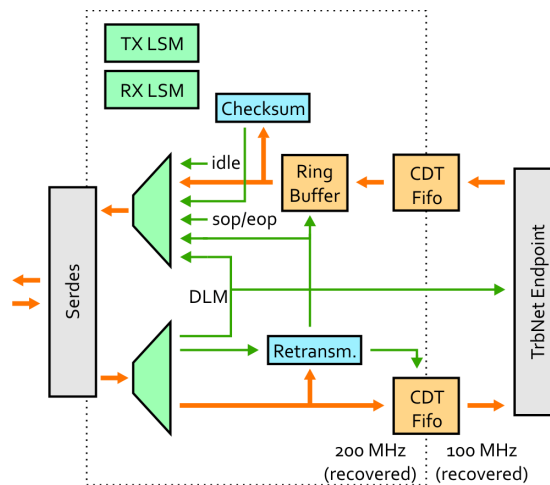 TX LSM
RX LSM
Checksum
idle
Ring
Buffer
CDT
Fifo
sop/eop
Serdes
DLM
TrbNet Endpoint
Retransm.
CDT
Fifo
200 MHz
(recovered)
100 MHz
(recovered)